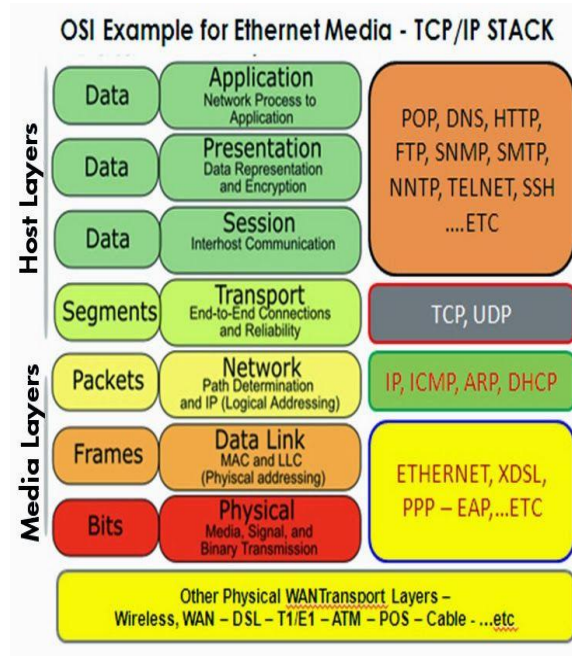 OSI Example for Ethernet Media - TCP/IP STACK
Host Layers
Data
Application
Network Process to
Application
Data
Presentation
Data Representation
and Encryption
Data
Session
Interhost Communication
POP, DNS, HTTP,
FTP, SNMP, SMTP,
NNTP, TELNET, SSH
....ETC
Segments
Transport
End-to-End Connections
and Reliability
TCP, UDP
Media Layers
Packets
Network
Path Determination
and IP (Logical Addressing)
IP, ICMP, ARP, DHCP
Frames
Data Link
MAC and LLC
(Phyiscal addressing)
Bits
Physical
Media, Signal, and
Binary Transmission
ETHERNET, XDSL,
PPP – EAP,...ETC
Other Physical WANTransport Layers –
Wireless, WAN – DSL – T1/E1 – ATM – POS – Cable - ...etc